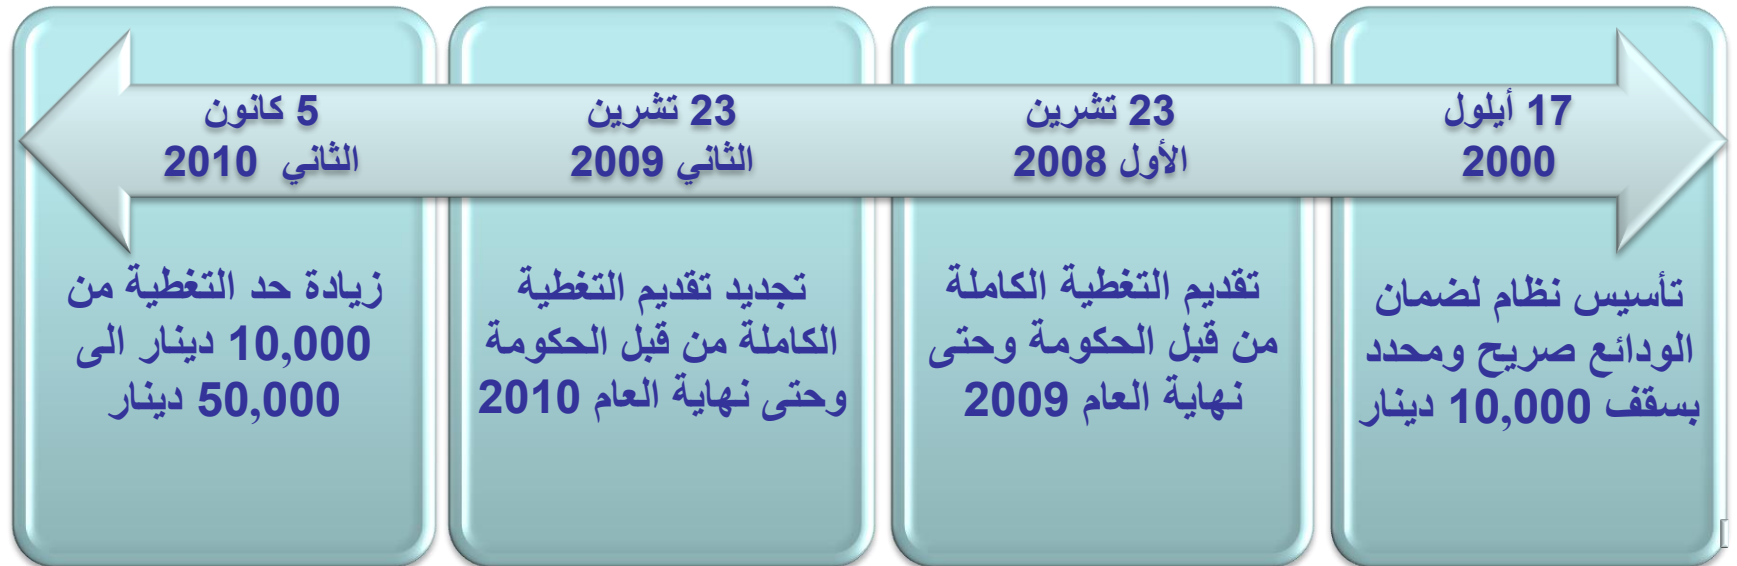 17 أيلول
2000
تأسيس نظام لضمان
الودائع صريح ومحدد
بسقف 10,000 دينار
23 تشرين
الأول 2008
تقديم التغطية الكاملة
من قبل الحكومة وحتى
نهاية العام 2009
23 تشرين
الثاني 2009
تجديد تقديم التغطية
الكاملة من قبل الحكومة
وحتى نهاية العام 2010
5 كانون
الثاني 2010
زيادة حد التغطية من
10,000 دينار الى
50,000 دينار